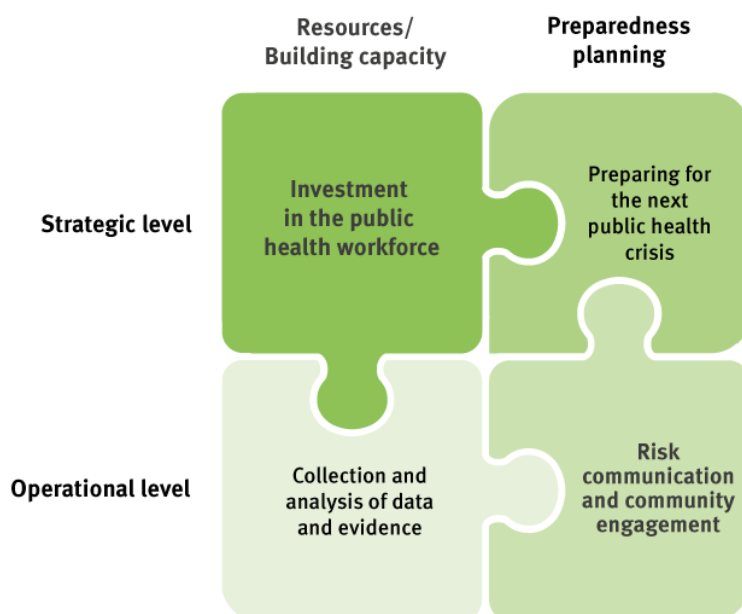 Resources/
Building capacity
Preparedness
planning
Strategic level
Investment
in the public
health workforce
Preparing for
the next
public health
crisis
Operational level
Collection and
analysis of data
and evidence
Risk
communication
and community
engagement